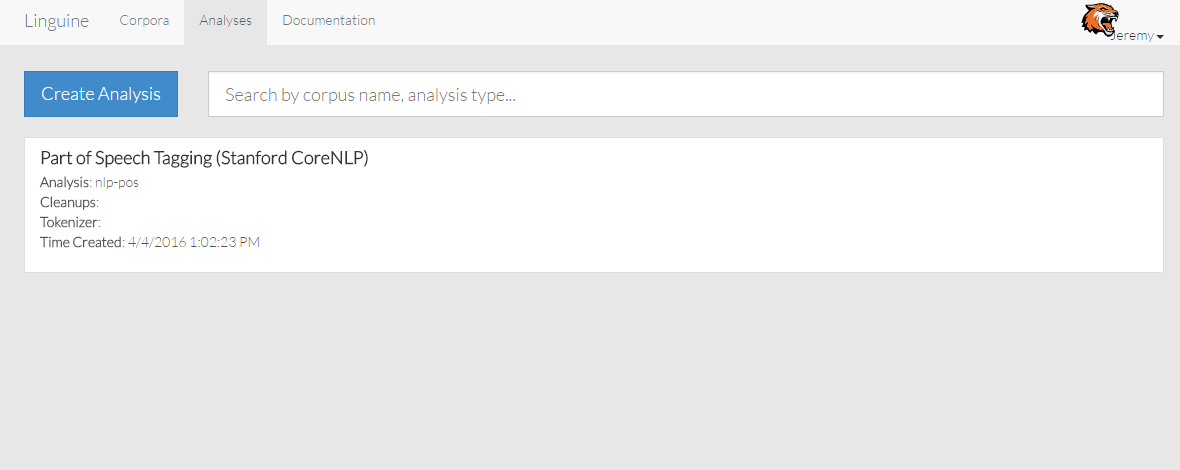 Linguine Corpora Analyses Documentation Jeremy
Create Analysis Search by corpus name, analysis type...
Part of Speech Tagging (Stanford CoreNLP)
Analysis: nlp-pos
Cleanups:
Tokenizer:
Time Created: 4/4/2016 1:02:23 PM